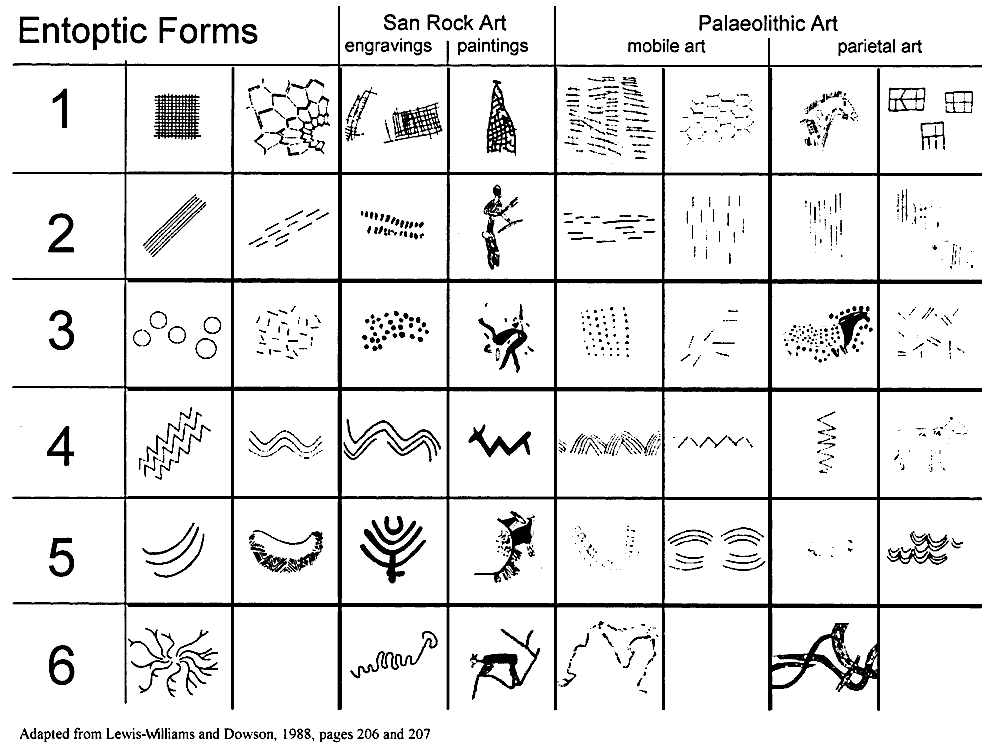 Entoptic Forms
San Rock Art
engravings
paintings
Palaeolithic Art
mobile art
parietal art
1
2
3
4
5
6
Adapted from Lewis-Williams and Dowson, 1988, pages 206 and 207